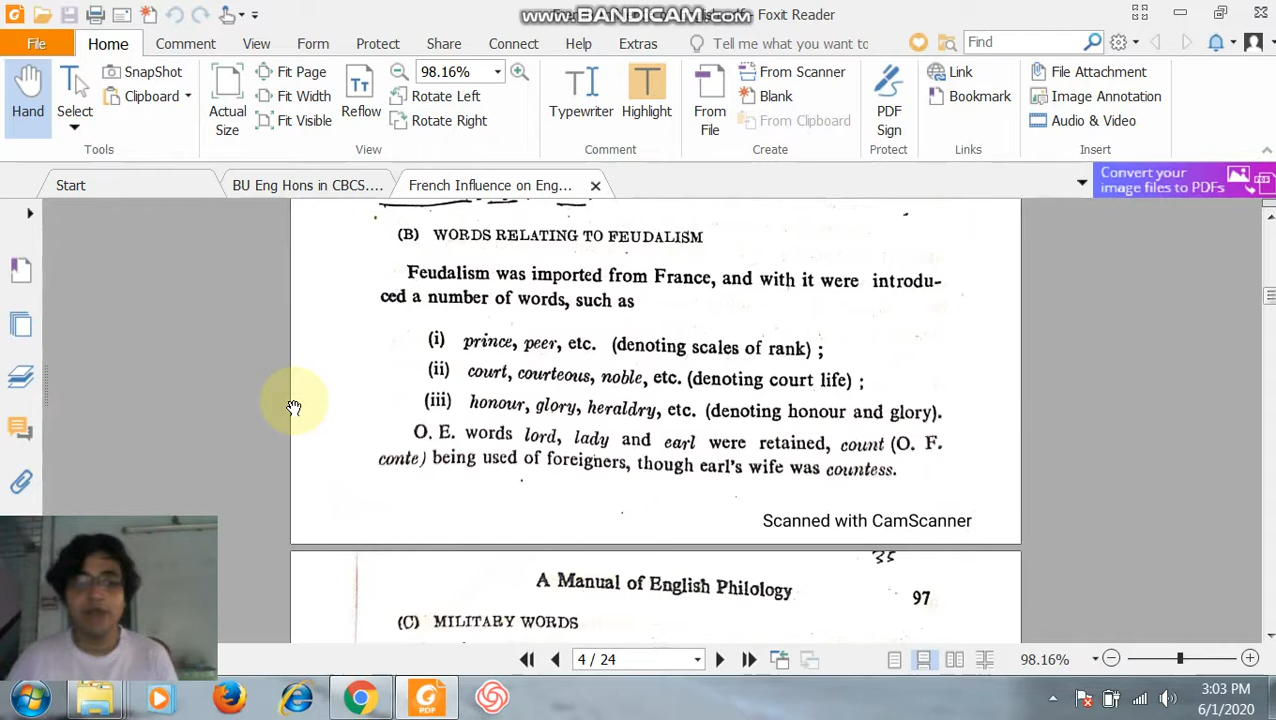 www.BANDICAM.com
Foxit Reader
File Home Comment View Form Protect Share Connect Help Extras Tell me what you want to Find
Hand
Select
SnapShot
Clipboard
Tools
Actual Size
Fit Page
Fit Width
Fit Visible
Reflow
98.16%
Rotate Left
Rotate Right
View
Typewriter
Highlight
Comment
From File
From Scanner
Blank
From Clipboard
Create
PDF Sign
Protect
Link
Bookmark
Links
File Attachment
Image Annotation
Audio & Video
Insert
Start
BU Eng Hons in CBCS....
French Influence on Eng...
Convert your
image files to PDFs
(B) WORDS RELATING TO FEUDALISM
Feudalism was imported from France, and with it were introdu-
ced a number of words, such as
(i) prince, peer, etc. (denoting scales of rank) ;
(ii) court, courteous, noble, etc. (denoting court life) ;
(iii) honour, glory, heraldry, etc. (denoting honour and glory).
O. E. words lord, lady and earl were retained, count (O. F.
conte) being used of foreigners, though earl's wife was countess.
Scanned with CamScanner
35
A Manual of English Philology
97
(C) MILITARY WORDS
4 / 24
98.16%
PDF
3:03 PM
6/1/2020